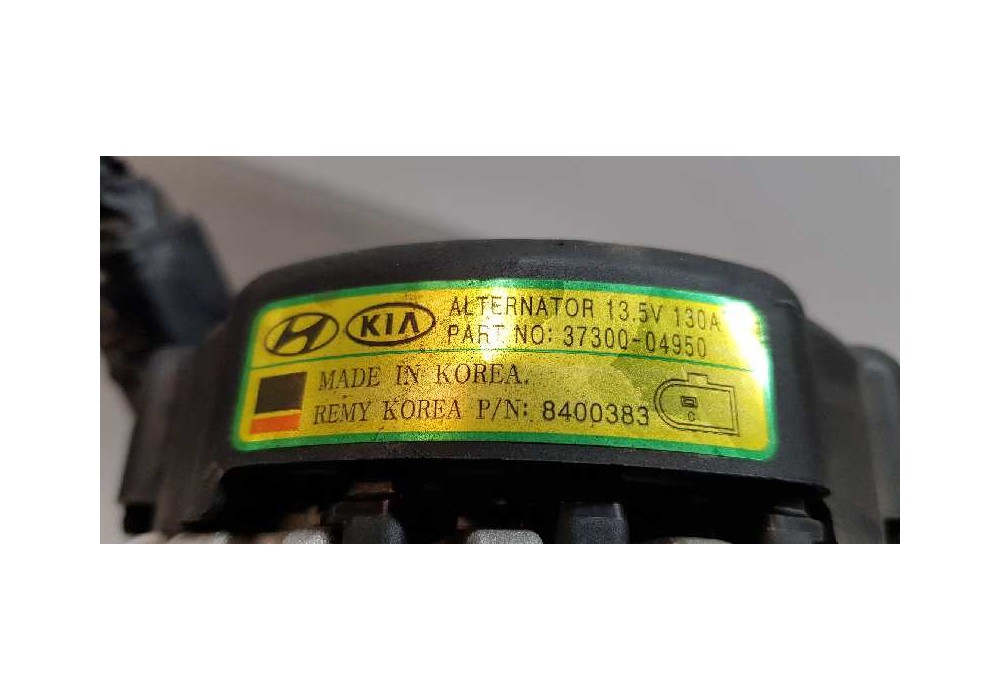 KIA
ALTERNATOR 13.5V 130A
PART NO: 37300-04950
MADE IN KOREA.
REMY KOREA P/N: 8400383
C